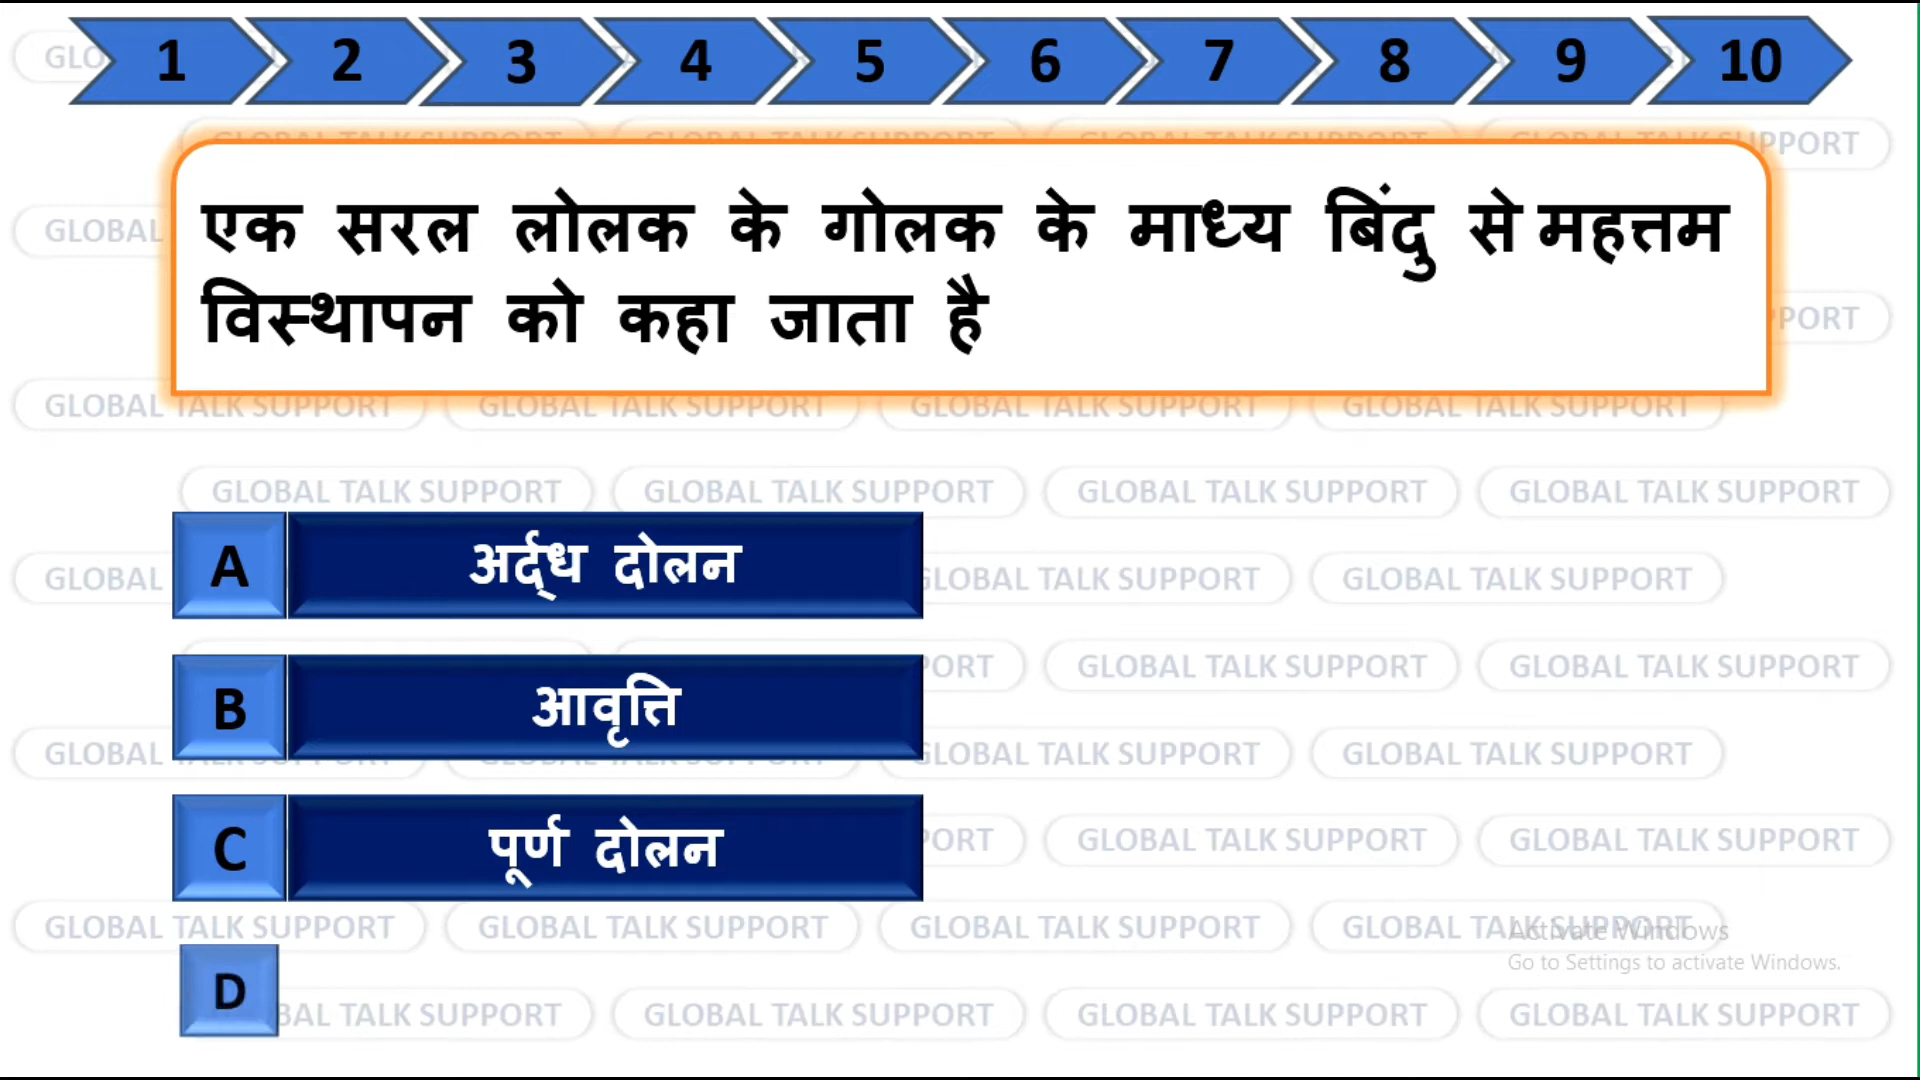 1 2 3 4 5 6 7 8 9 10
एक सरल लोलक के गोलक के माध्य बिंदु से महत्तम
विस्थापन को कहा जाता है
A अर्द्ध दोलन
B आवृत्ति
C पूर्ण दोलन
D
GLOBAL TALK SUPPORT
Activate Windows
Go to Settings to activate Windows.